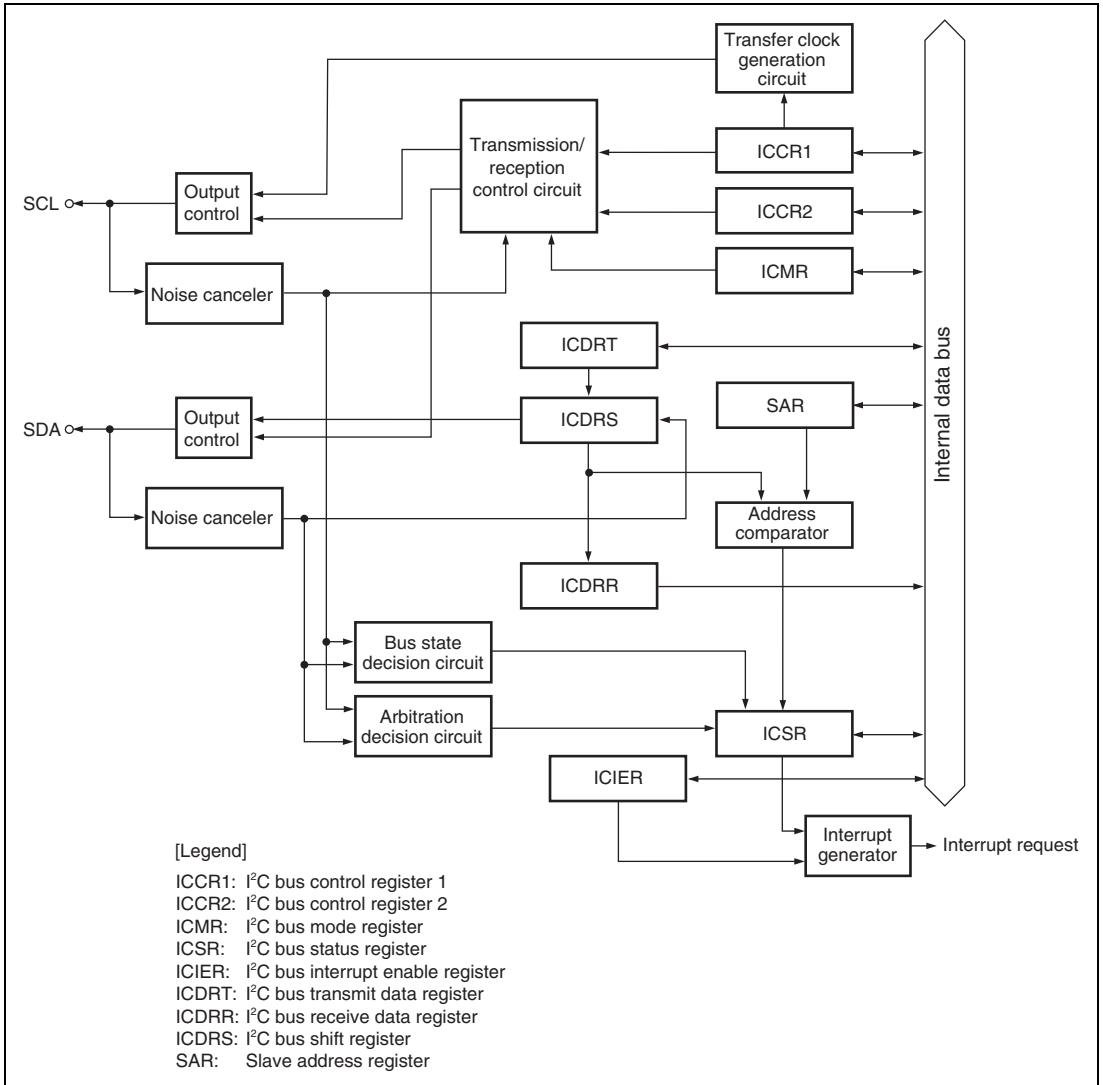 Transfer clock
generation
circuit
Transmission/
reception
control circuit
ICCR1
SCL
Output
control
ICCR2
ICMR
Noise canceler
ICDRT
Internal data bus
SAR
SDA
Output
control
ICDRS
Noise canceler
Address
comparator
ICDRR
Bus state
decision circuit
Arbitration
decision circuit
ICSR
ICIER
Interrupt
generator
Interrupt request
[Legend]
ICCR1: I²C bus control register 1
ICCR2: I²C bus control register 2
ICMR: I²C bus mode register
ICSR: I²C bus status register
ICIER: I²C bus interrupt enable register
ICDRT: I²C bus transmit data register
ICDRR: I²C bus receive data register
ICDRS: I²C bus shift register
SAR: Slave address register